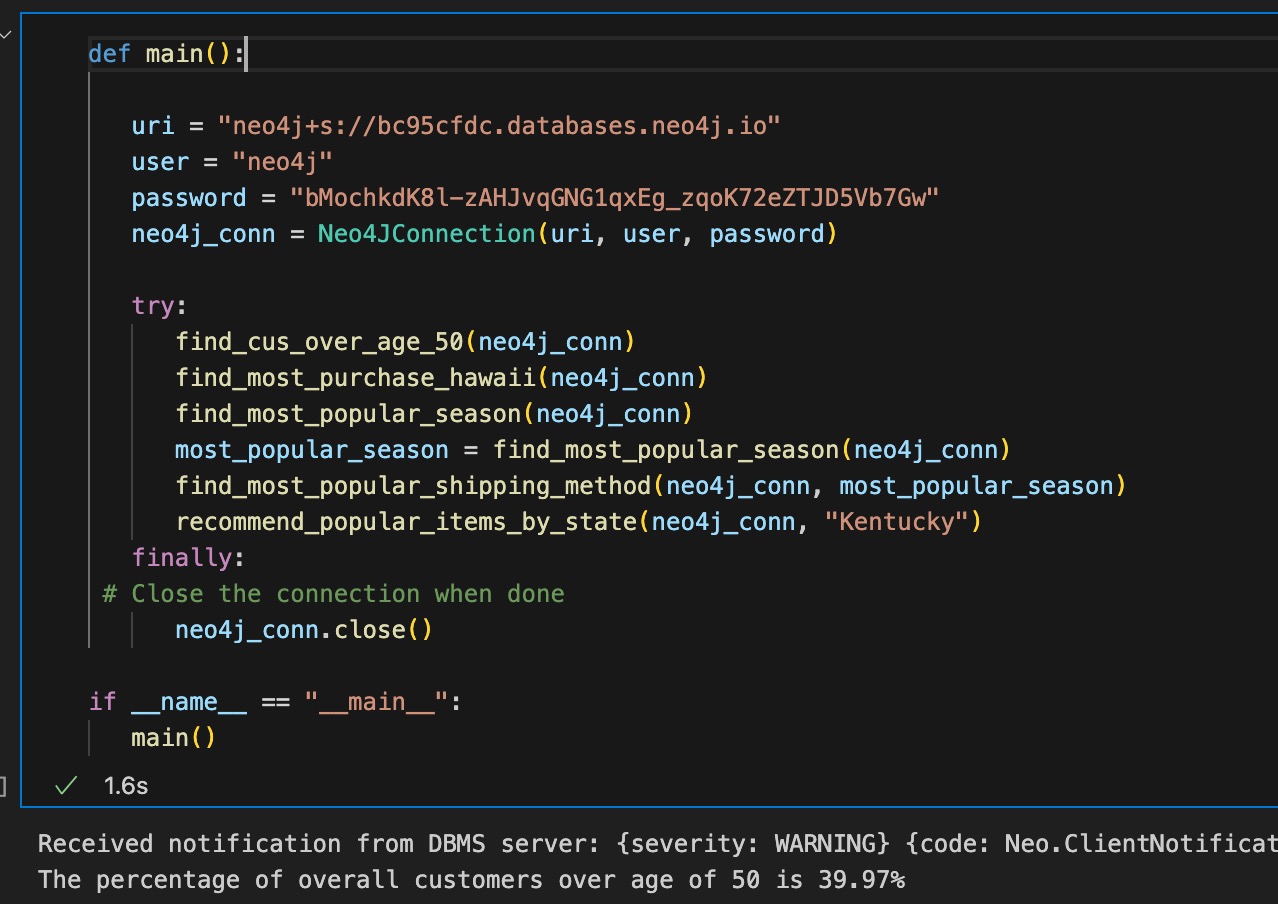 def main():
uri = "neo4j+s://bc95cfdc.databases.neo4j.io"
user = "neo4j"
password = "bMochkdK8l-zAHJvqGNG1qxEg_zqoK72eZTJD5Vb7Gw"
neo4j_conn = Neo4JConnection(uri, user, password)
try:
find_cus_over_age_50(neo4j_conn)
find_most_purchase_hawaii(neo4j_conn)
find_most_popular_season(neo4j_conn)
most_popular_season = find_most_popular_season(neo4j_conn)
find_most_popular_shipping_method(neo4j_conn, most_popular_season)
recommend_popular_items_by_state(neo4j_conn, "Kentucky")
finally:
# Close the connection when done
neo4j_conn.close()
if __name__ == "__main__":
main()
]
1.6s
Received notification from DBMS server: {severity: WARNING} {code: Neo.ClientNotificat
The percentage of overall customers over age of 50 is 39.97%